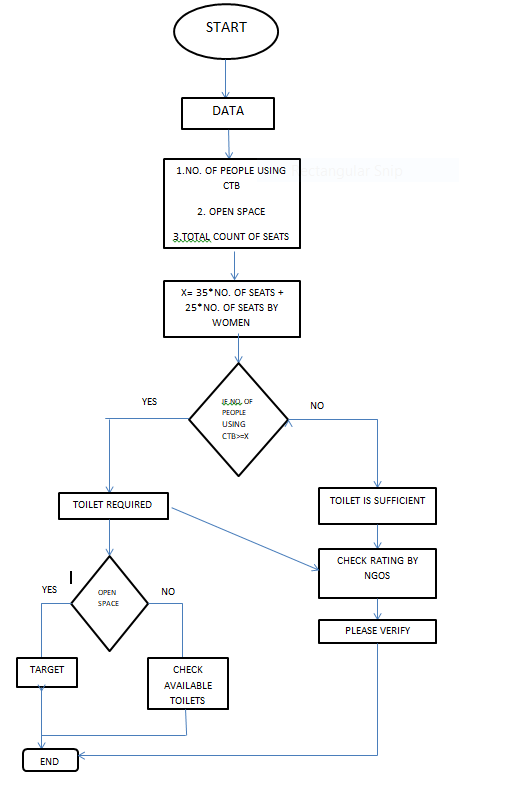 START
DATA
1.NO. OF PEOPLE USING
CTB
2. OPEN SPACE
3.TOTAL COUNT OF SEATS
X= 35*NO. OF SEATS +
25*NO. OF SEATS BY
WOMEN
YES
IF NO. OF
PEOPLE
USING
CTB>=X
NO
TOILET REQUIRED
TOILET IS SUFFICIENT
CHECK RATING BY
NGOS
YES
OPEN
SPACE
NO
PLEASE VERIFY
TARGET
CHECK
AVAILABLE
TOILETS
END